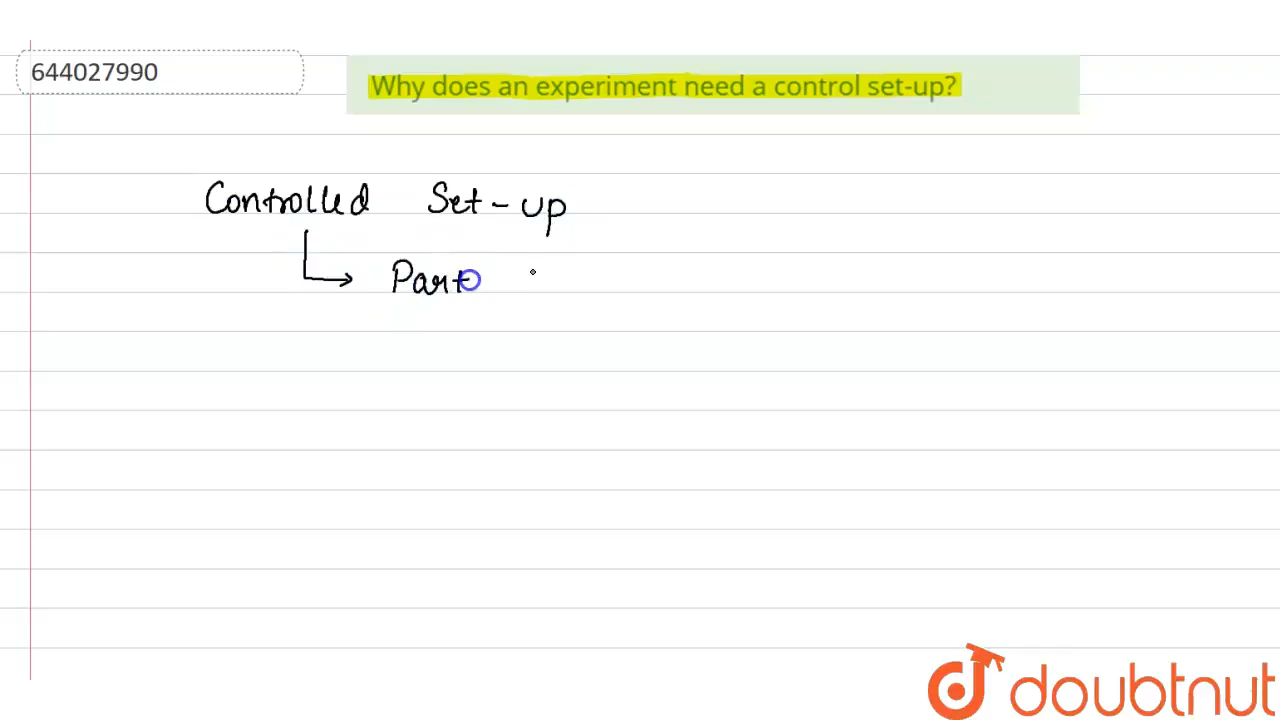 644027990
Why does an experiment need a control set-up?
Controlled Set-up
Part
doubtnut